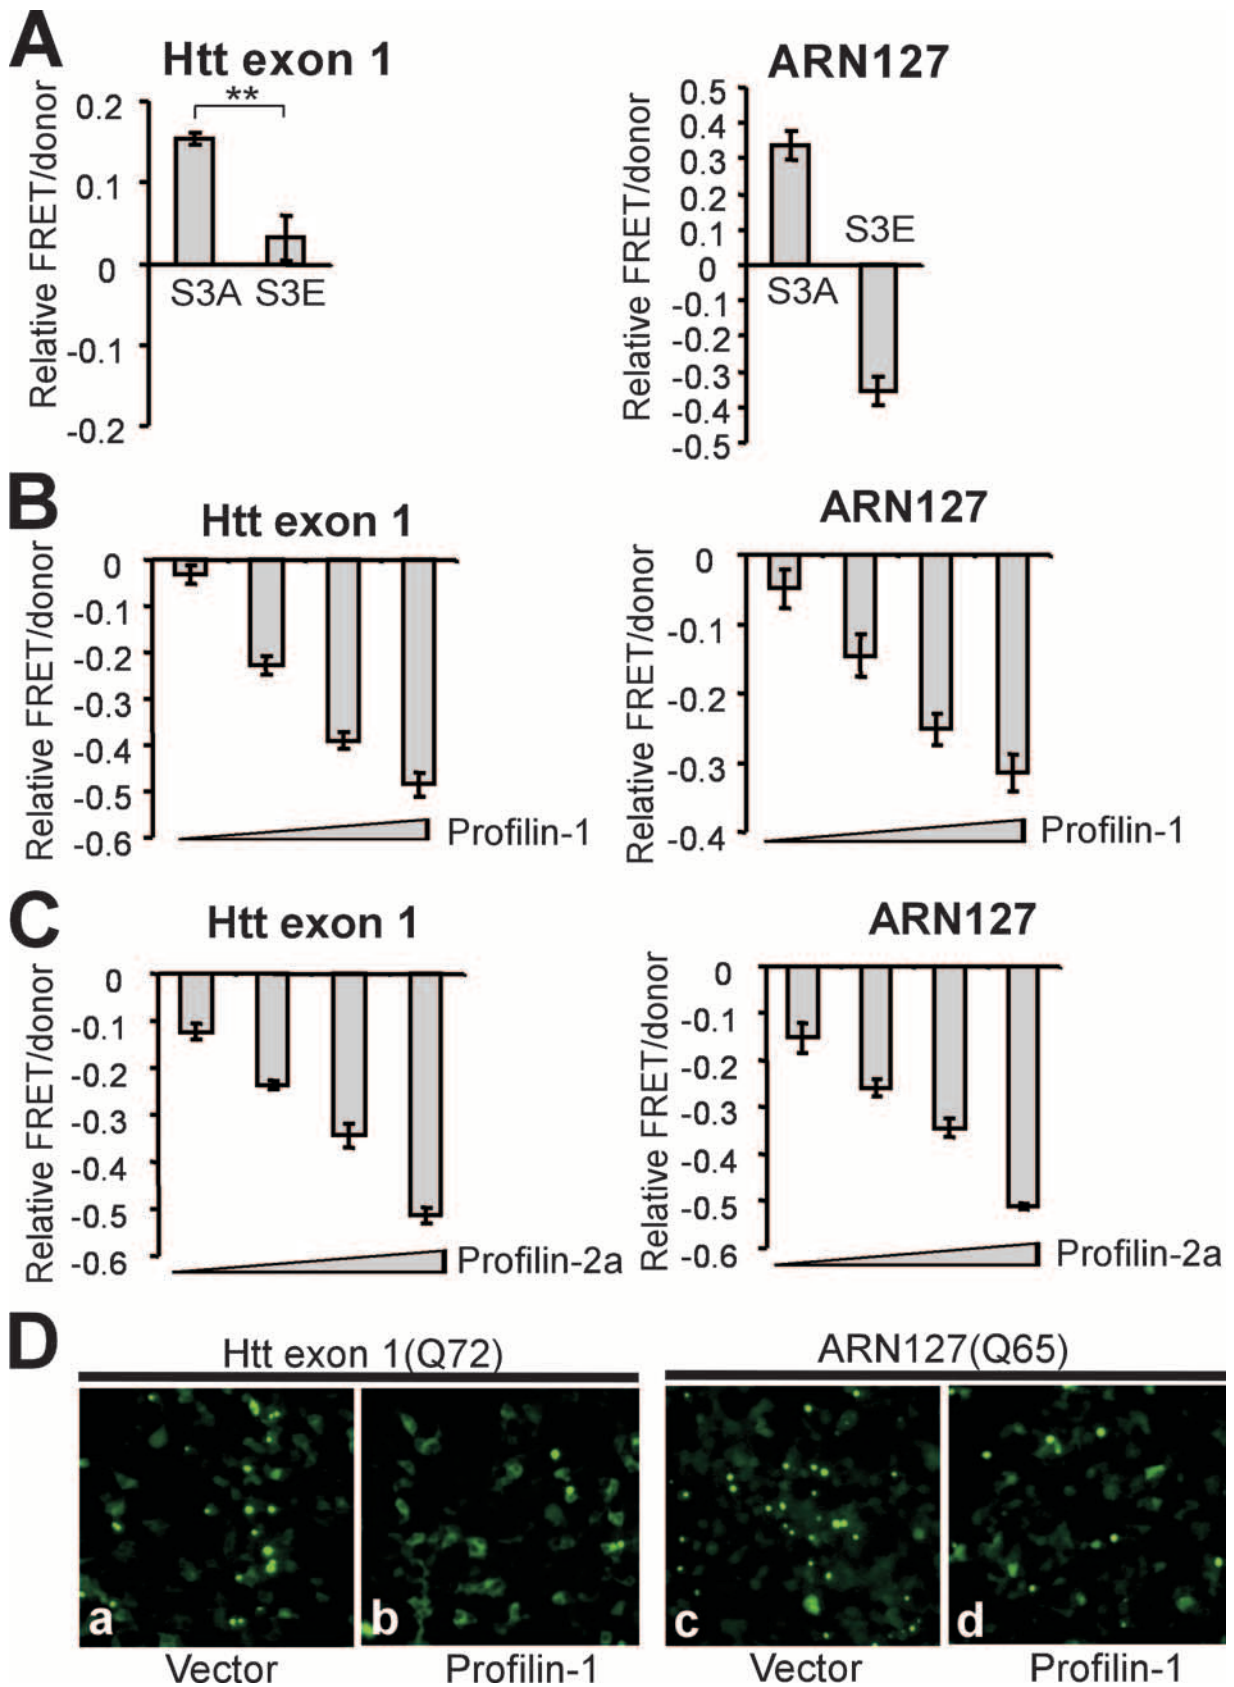 A
Htt exon 1
ARN127
Relative FRET/donor
0.2
0.1
0
-0.1
-0.2
**
S3A
S3E
Relative FRET/donor
0.5
0.4
0.3
0.2
0.1
0
-0.1
-0.2
-0.3
-0.4
-0.5
S3E
S3A
B
Htt exon 1
ARN127
Relative FRET/donor
0
-0.1
-0.2
-0.3
-0.4
-0.5
-0.6
Profilin-1
Relative FRET/donor
0
-0.1
-0.2
-0.3
-0.4
Profilin-1
C
Htt exon 1
ARN127
Relative FRET/donor
0
-0.1
-0.2
-0.3
-0.4
-0.5
-0.6
Profilin-2a
Relative FRET/donor
0
-0.1
-0.2
-0.3
-0.4
-0.5
-0.6
Profilin-2a
D
Htt exon 1(Q72)
ARN127(Q65)
a
b
c
d
Vector
Profilin-1
Vector
Profilin-1